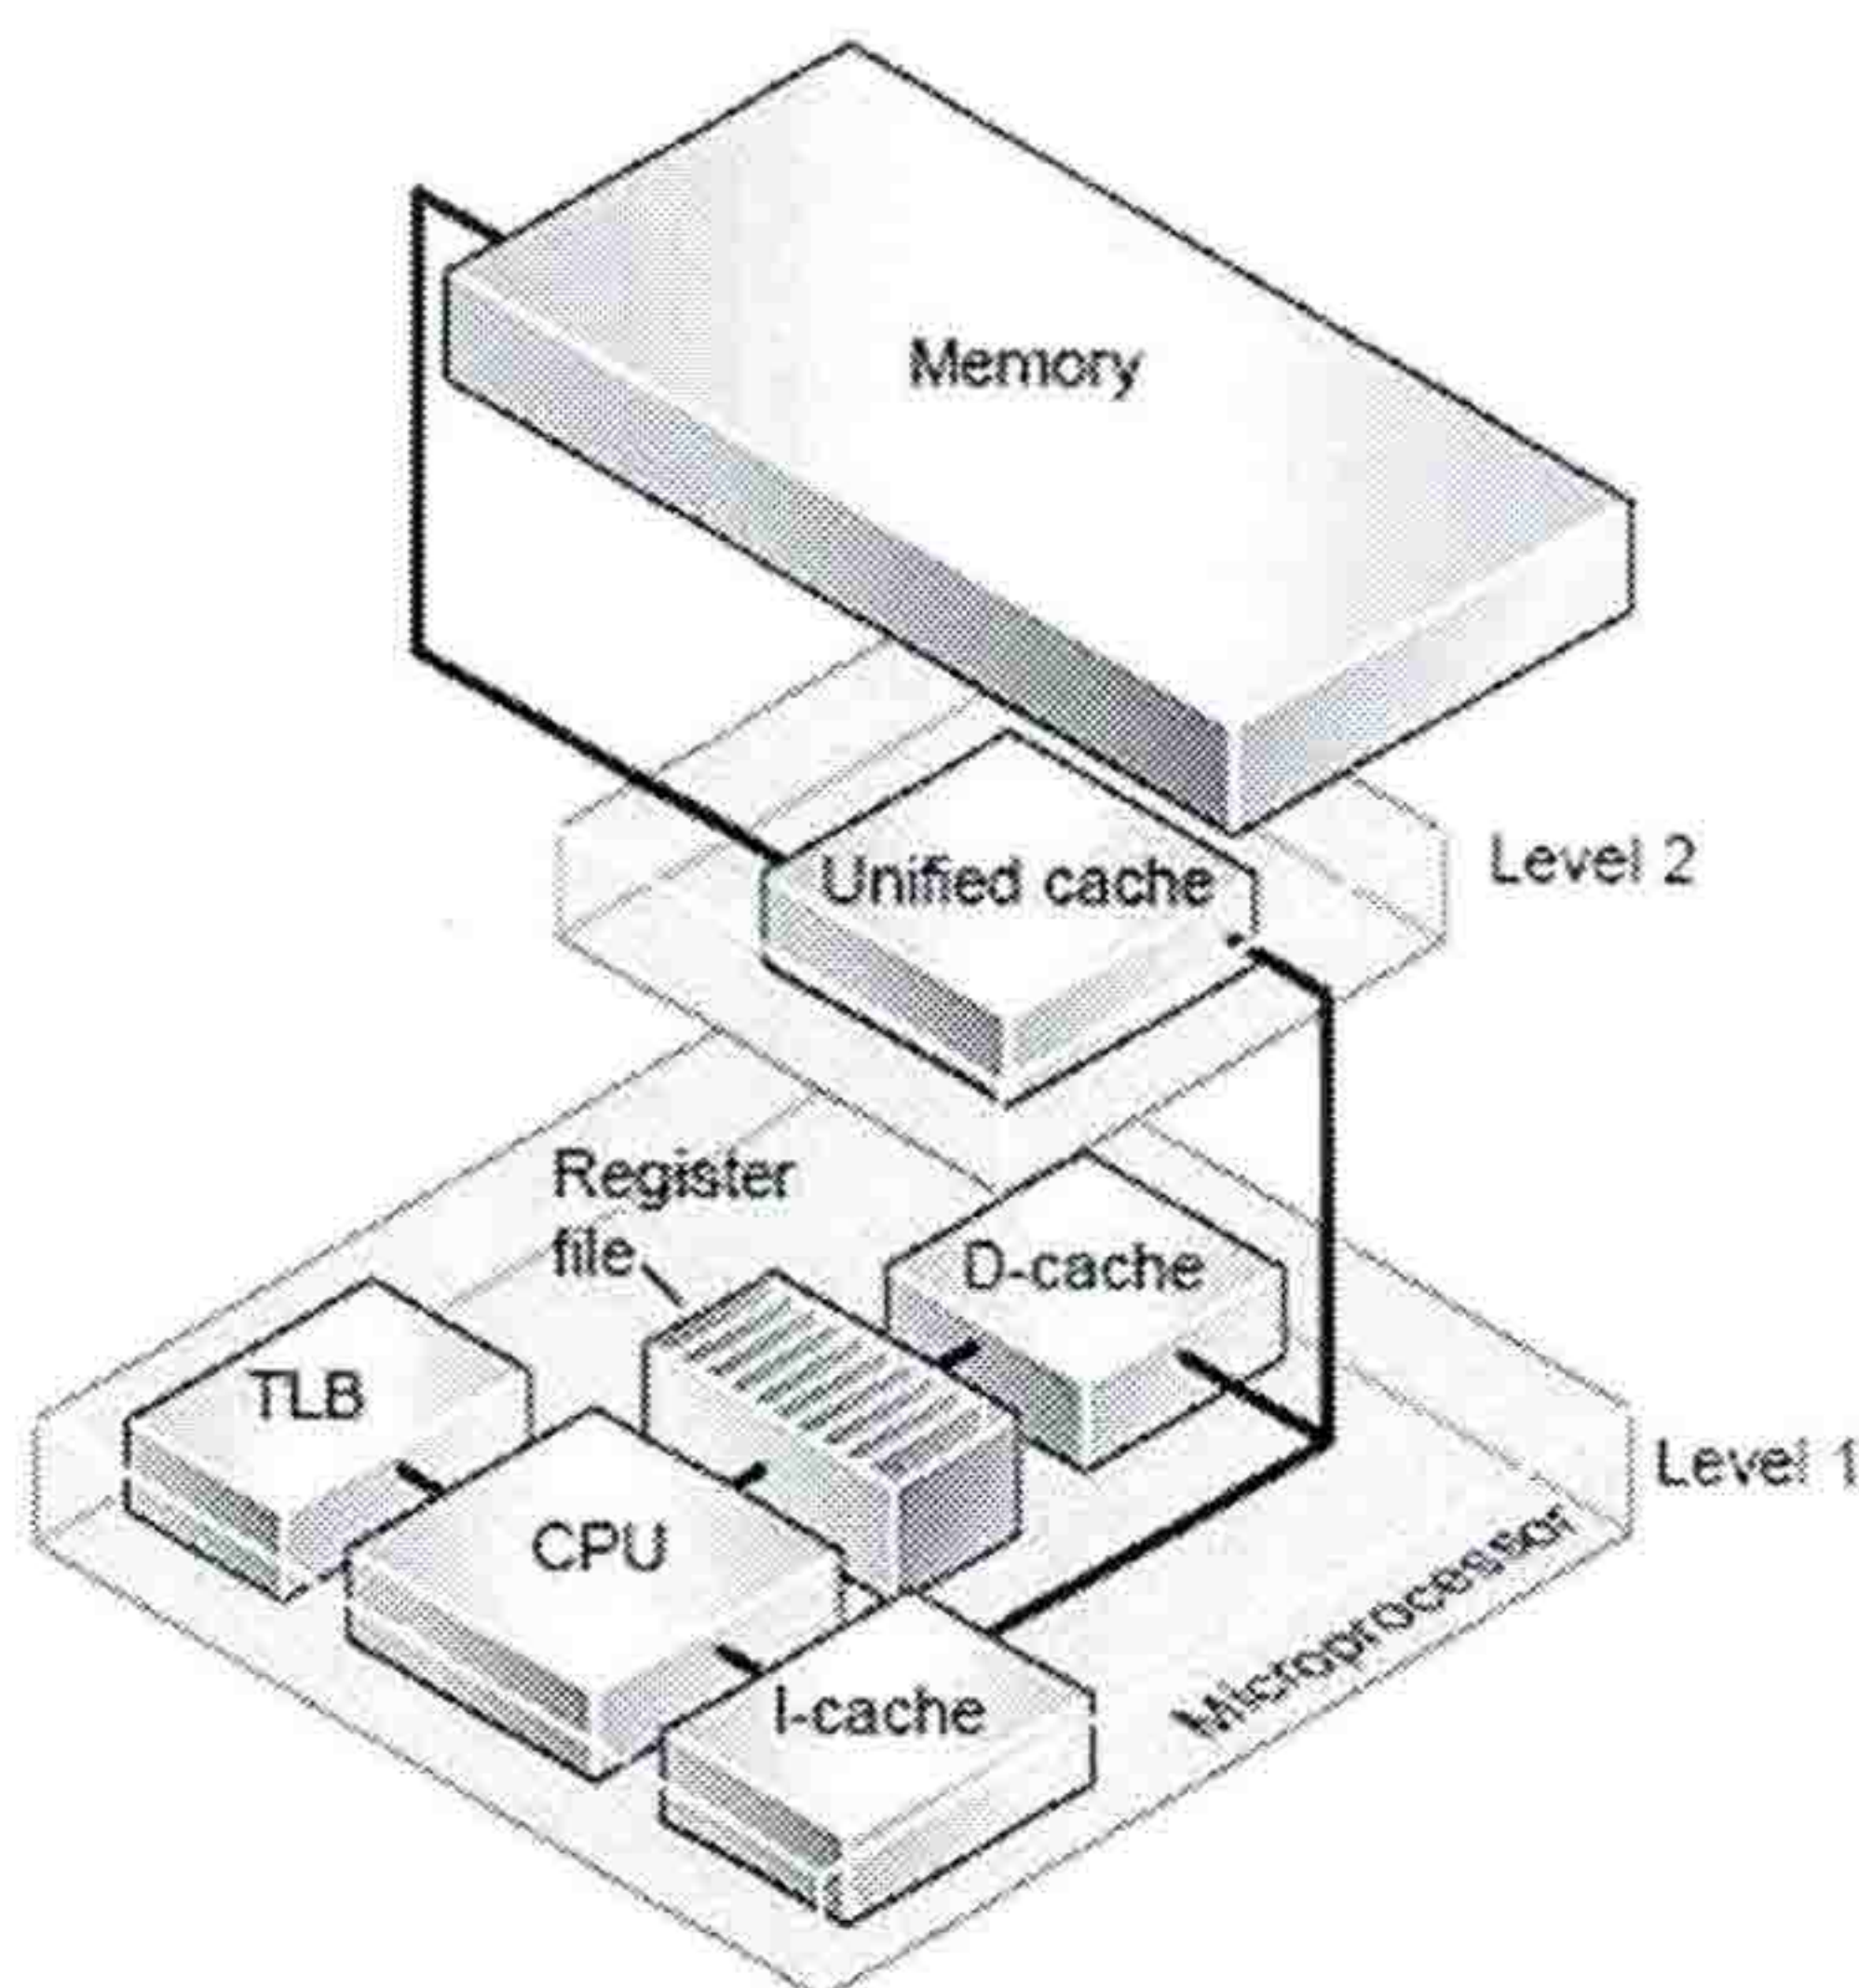 Memory
Unified cache
Level 2
Register
file
D-cache
TLB
CPU
Level 1
I-cache
Microprocessor